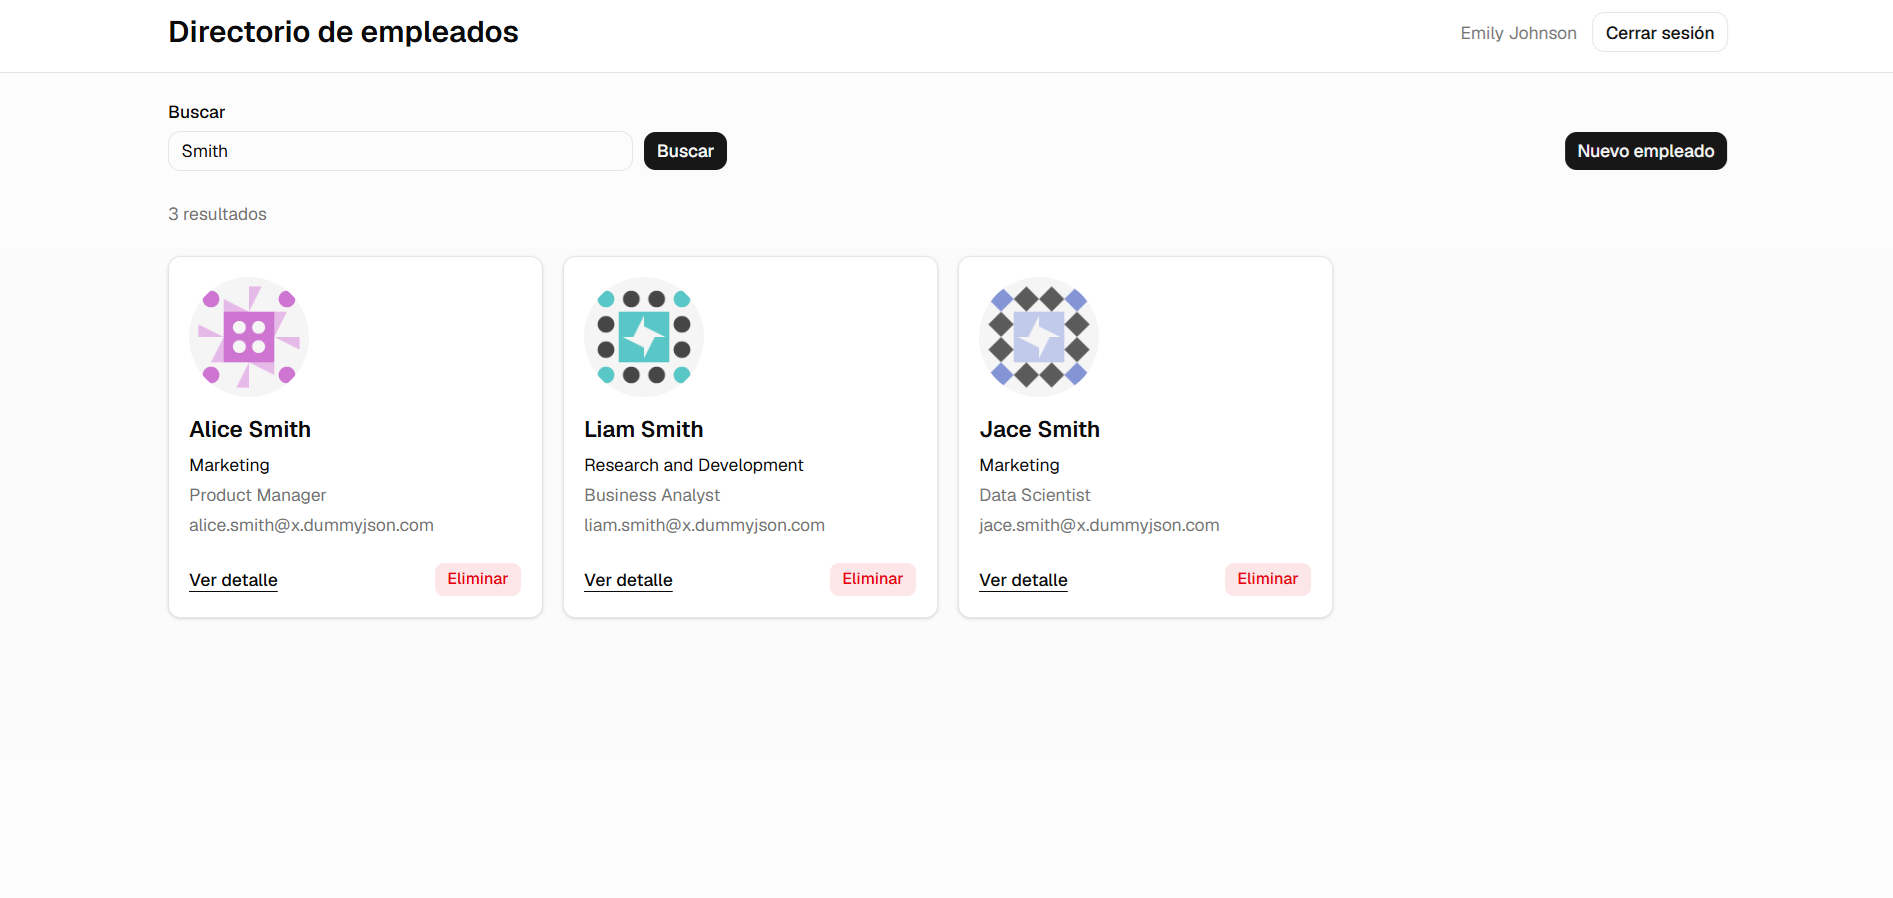 Directorio de empleados
Emily Johnson
Cerrar sesión
Buscar
Smith
Buscar
Nuevo empleado
3 resultados
Alice Smith
Marketing
Product Manager
alice.smith@x.dummyjson.com
Ver detalle
Eliminar
Liam Smith
Research and Development
Business Analyst
liam.smith@x.dummyjson.com
Ver detalle
Eliminar
Jace Smith
Marketing
Data Scientist
jace.smith@x.dummyjson.com
Ver detalle
Eliminar